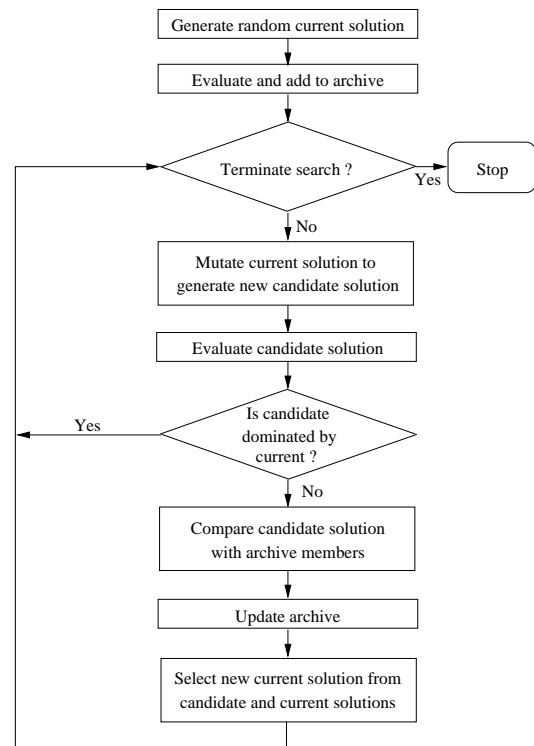 Generate random current solution
Evaluate and add to archive
Terminate search ?
Yes
Stop
No
Mutate current solution to
generate new candidate solution
Evaluate candidate solution
Is candidate
dominated by
current ?
Yes
No
Compare candidate solution
with archive members
Update archive
Select new current solution from
candidate and current solutions